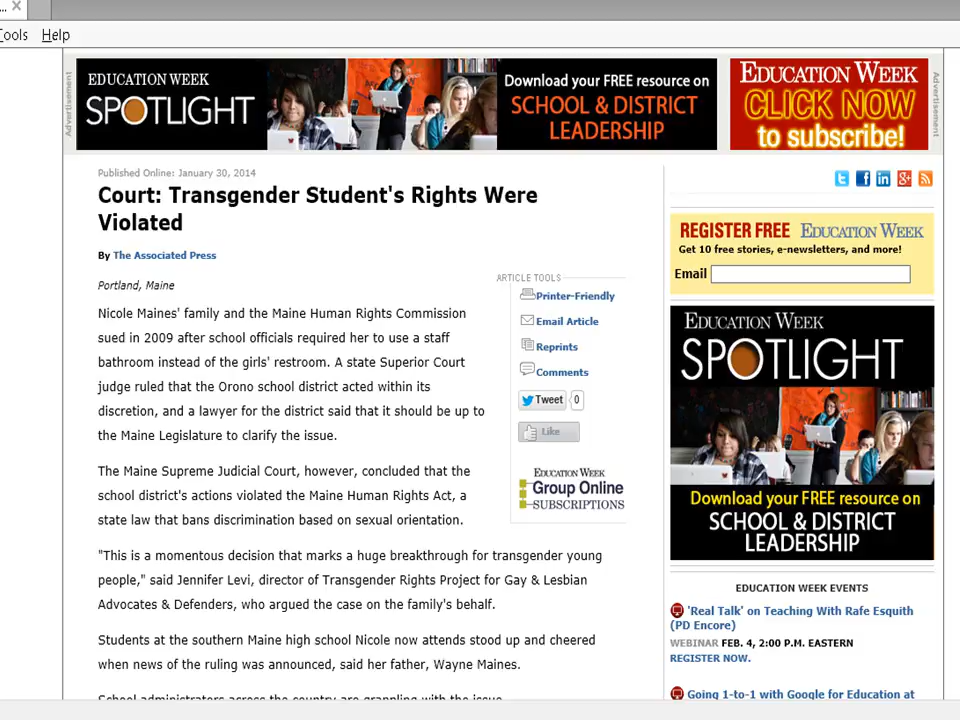 Tools Help
Advertisement
EDUCATION WEEK
SPOTLIGHT
Download your FREE resource on
SCHOOL & DISTRICT
LEADERSHIP
EDUCATION WEEK
CLICK NOW
to subscribe!
Advertisement
Published Online: January 30, 2014
Court: Transgender Student's Rights Were
Violated
By The Associated Press
Portland, Maine
Nicole Maines' family and the Maine Human Rights Commission
sued in 2009 after school officials required her to use a staff
bathroom instead of the girls' restroom. A state Superior Court
judge ruled that the Orono school district acted within its
discretion, and a lawyer for the district said that it should be up to
the Maine Legislature to clarify the issue.
The Maine Supreme Judicial Court, however, concluded that the
school district's actions violated the Maine Human Rights Act, a
state law that bans discrimination based on sexual orientation.
"This is a momentous decision that marks a huge breakthrough for transgender young
people," said Jennifer Levi, director of Transgender Rights Project for Gay & Lesbian
Advocates & Defenders, who argued the case on the family's behalf.
Students at the southern Maine high school Nicole now attends stood up and cheered
when news of the ruling was announced, said her father, Wayne Maines.
School administrators across the country are grappling with the issue.
ARTICLE TOOLS
Printer-Friendly
Email Article
Reprints
Comments
Tweet 0
Like
EDUCATION WEEK
Group Online
SUBSCRIPTIONS
REGISTER FREE EDUCATION WEEK
Get 10 free stories, e-newsletters, and more!
Email
EDUCATION WEEK
SPOTLIGHT
Download your FREE resource on
SCHOOL & DISTRICT
LEADERSHIP
EDUCATION WEEK EVENTS
'Real Talk' on Teaching With Rafe Esquith
(PD Encore)
WEBINAR FEB. 4, 2:00 P.M. EASTERN
REGISTER NOW.
Going 1-to-1 with Google for Education at